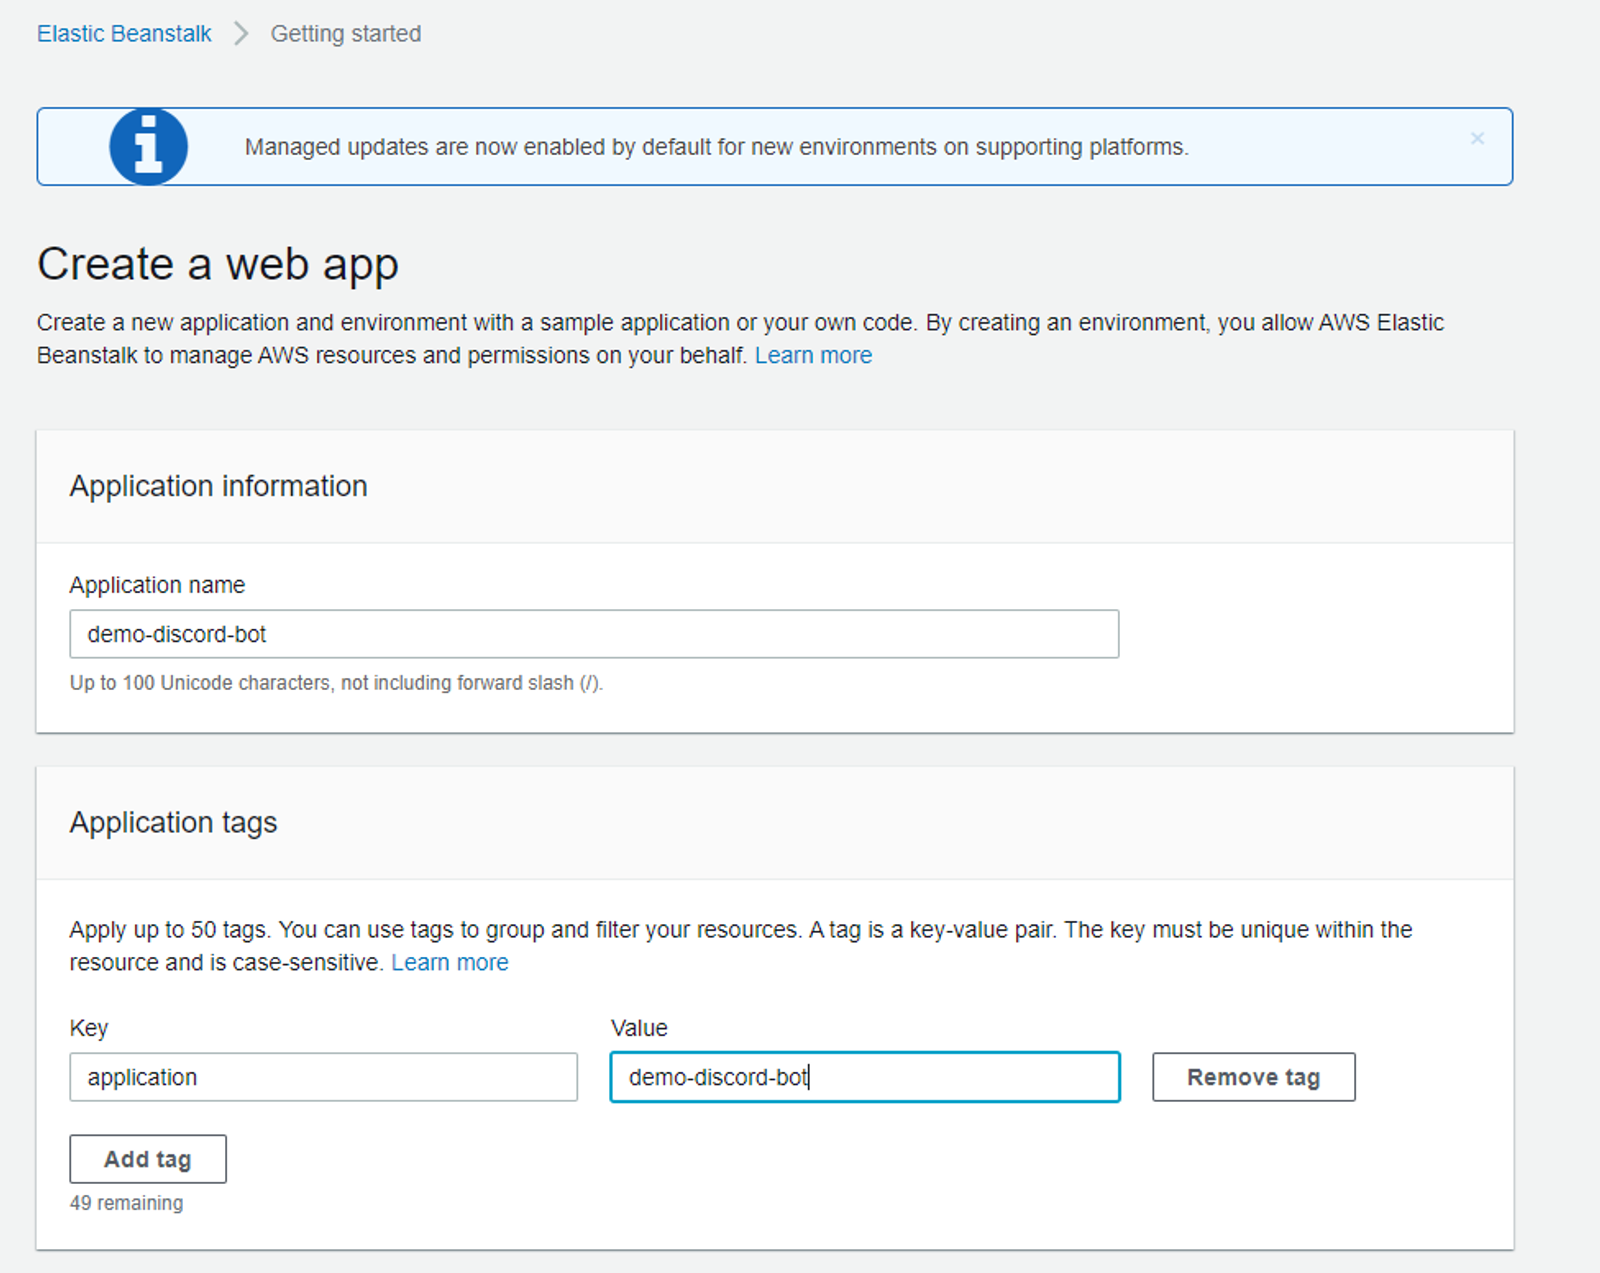 Elastic Beanstalk > Getting started
Managed updates are now enabled by default for new environments on supporting platforms. ×
Create a web app
Create a new application and environment with a sample application or your own code. By creating an environment, you allow AWS Elastic
Beanstalk to manage AWS resources and permissions on your behalf. Learn more
Application information
Application name
demo-discord-bot
Up to 100 Unicode characters, not including forward slash (/).
Application tags
Apply up to 50 tags. You can use tags to group and filter your resources. A tag is a key-value pair. The key must be unique within the
resource and is case-sensitive. Learn more
Key Value
application demo-discord-bot Remove tag
Add tag
49 remaining